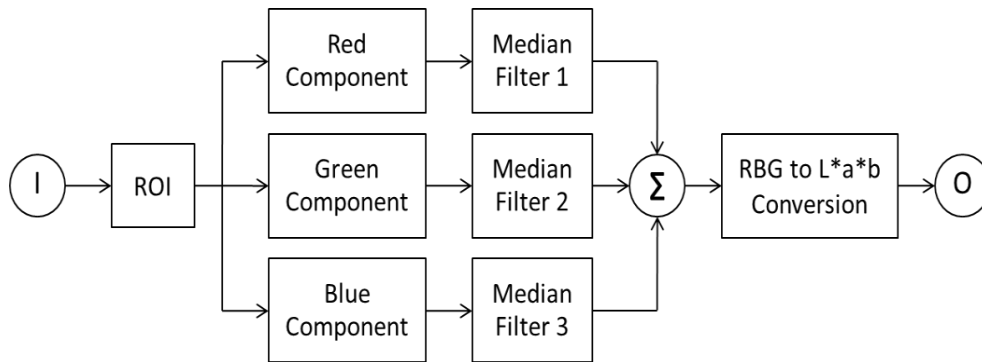 I
ROI
Red
Component
Median
Filter 1
Green
Component
Median
Filter 2
Blue
Component
Median
Filter 3
Σ
RBG to L*a*b
Conversion
O